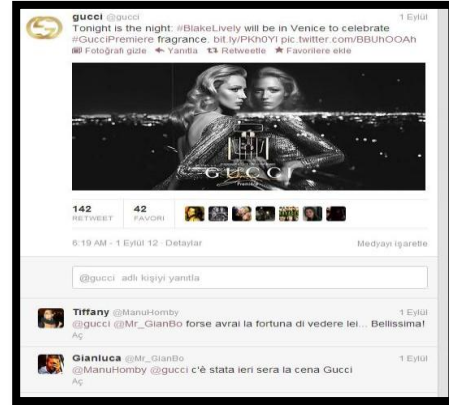 gucci @gucci 1 Eylül
Tonight is the night: #BlakeLively will be in Venice to celebrate
#GucciPremiere fragrance. bit.ly/PKh0YI pic.twitter.com/BBUhOOAh
Fotoğrafı gizle Yanıtla Retweetle Favorilere ekle
GUCCI
Première
142 42
RETWEET FAVORİ
6:19 AM - 1 Eylül 12 · Detaylar Medyayı işaretle
@gucci adlı kişiyi yanıtla
Tiffany @ManuHomby 1 Eylül
@gucci @Mr_GianBo forse avrai la fortuna di vedere lei... Bellissima!
Aç
Gianluca @Mr_GianBo 1 Eylül
@ManuHomby @gucci c'è stata ieri sera la cena Gucci
Aç